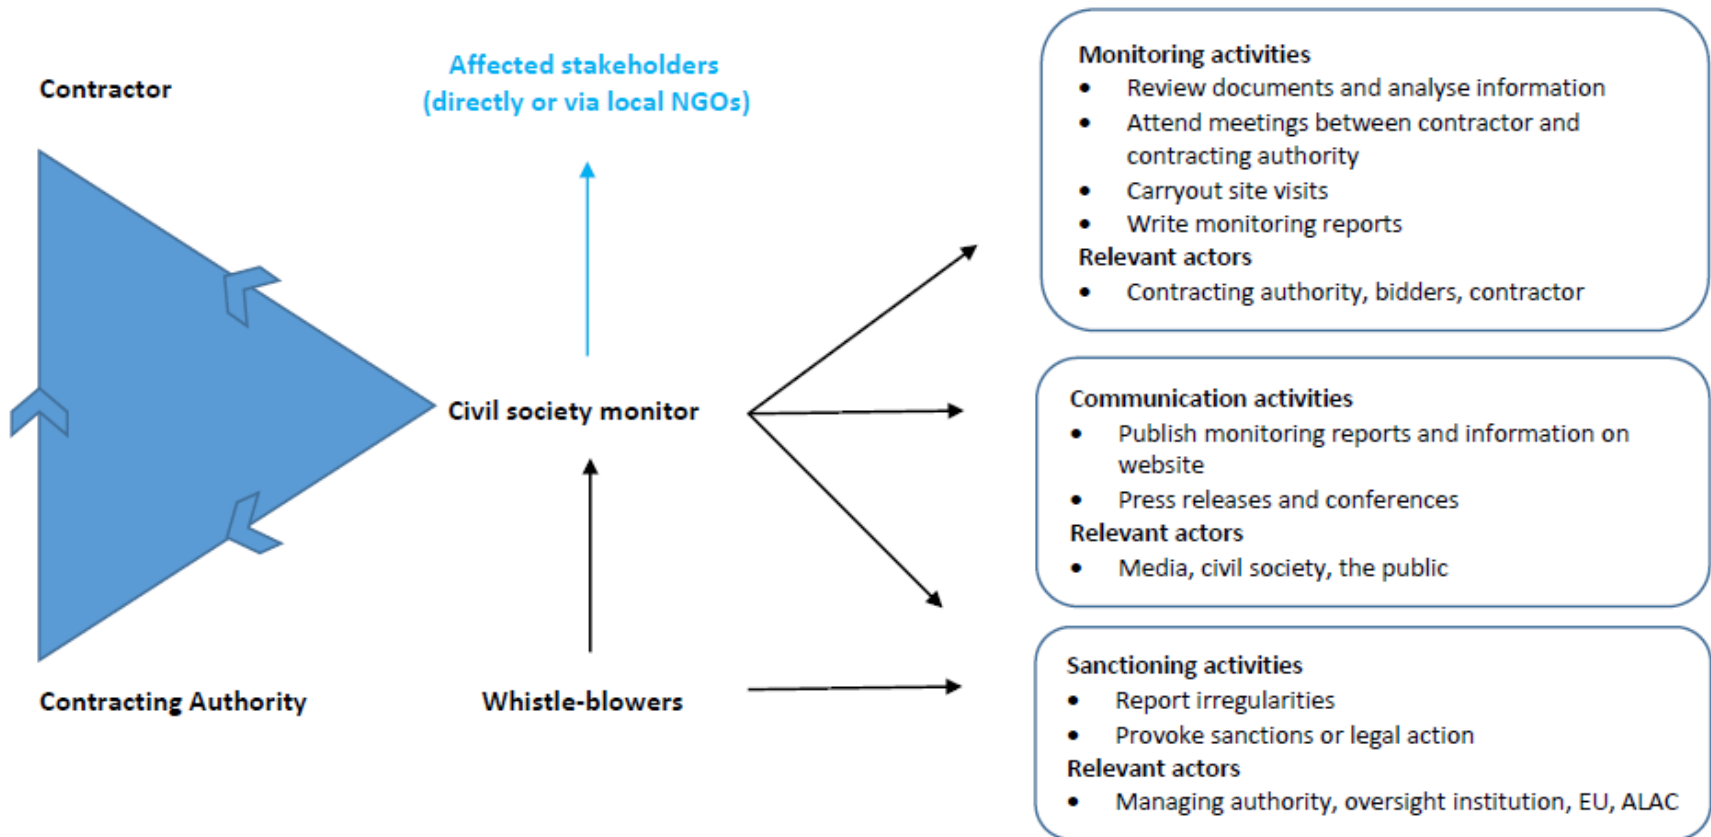 Contractor
Affected stakeholders
(directly or via local NGOs)
Civil society monitor
Contracting Authority
Whistle-blowers
Monitoring activities
• Review documents and analyse information
• Attend meetings between contractor and
contracting authority
• Carryout site visits
• Write monitoring reports
Relevant actors
• Contracting authority, bidders, contractor
Communication activities
• Publish monitoring reports and information on
website
• Press releases and conferences
Relevant actors
• Media, civil society, the public
Sanctioning activities
• Report irregularities
• Provoke sanctions or legal action
Relevant actors
• Managing authority, oversight institution, EU, ALAC